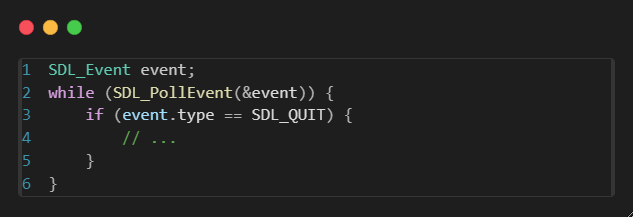 1 SDL_Event event;
2 while (SDL_PollEvent(&event)) {
3     if (event.type == SDL_QUIT) {
4         // ...
5     }
6 }